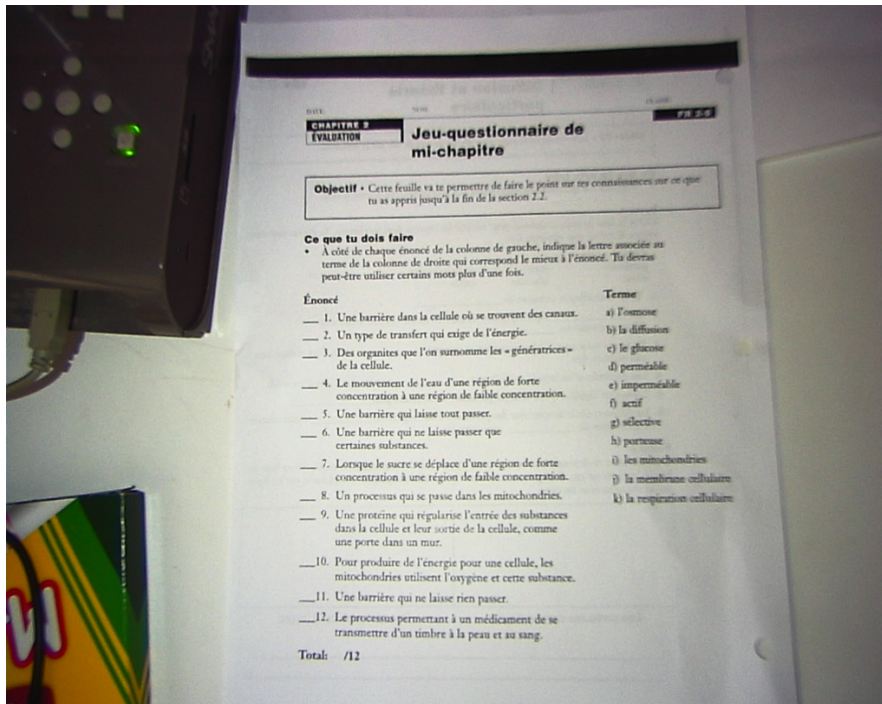 CHAPITRE 2
ÉVALUATION
Jeu-questionnaire de
mi-chapitre
Objectif • Cette feuille va te permettre de faire le point sur tes connaissances sur ce que
tu as appris jusqu'à la fin de la section 2.2.
Ce que tu dois faire
• À côté de chaque énoncé de la colonne de gauche, indique la lettre associée au
terme de la colonne de droite qui correspond le mieux à l'énoncé. Tu devras
peut-être utiliser certains mots plus d'une fois.
Énoncé
___ 1. Une barrière dans la cellule où se trouvent des canaux.
___ 2. Un type de transfert qui exige de l'énergie.
___ 3. Des organites que l'on surnomme les « génératrices »
de la cellule.
___ 4. Le mouvement de l'eau d'une région de forte
concentration à une région de faible concentration.
___ 5. Une barrière qui laisse tout passer.
___ 6. Une barrière qui ne laisse passer que
certaines substances.
___ 7. Lorsque le sucre se déplace d'une région de forte
concentration à une région de faible concentration.
___ 8. Un processus qui se passe dans les mitochondries.
___ 9. Une protéine qui régularise l'entrée des substances
dans la cellule et leur sortie de la cellule, comme
une porte dans un mur.
___10. Pour produire de l'énergie pour une cellule, les
mitochondries utilisent l'oxygène et cette substance.
___11. Une barrière qui ne laisse rien passer.
___12. Le processus permettant à un médicament de se
transmettre d'un timbre à la peau et au sang.
Total: /12
Terme
a) l'osmose
b) la diffusion
c) le glucose
d) perméable
e) imperméable
f) actif
g) sélective
h) porteuse
i) les mitochondries
j) la membrane cellulaire
k) la respiration cellulaire